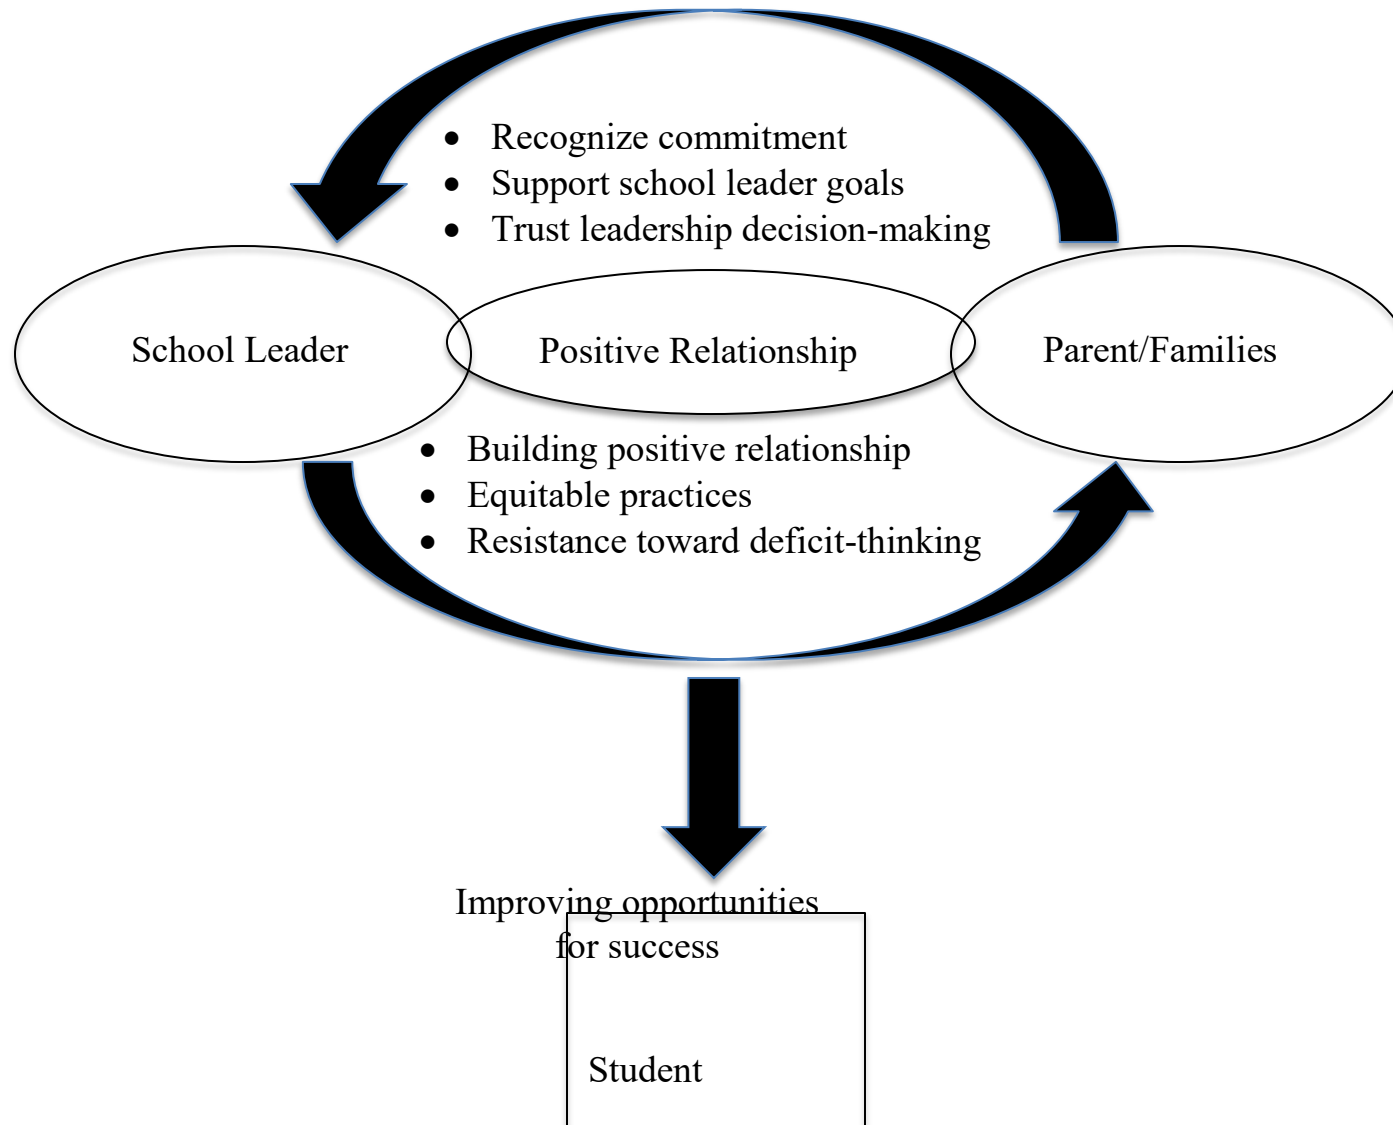 • Recognize commitment
• Support school leader goals
• Trust leadership decision-making
School Leader
Positive Relationship
Parent/Families
• Building positive relationship
• Equitable practices
• Resistance toward deficit-thinking
Improving opportunities
for success
Student